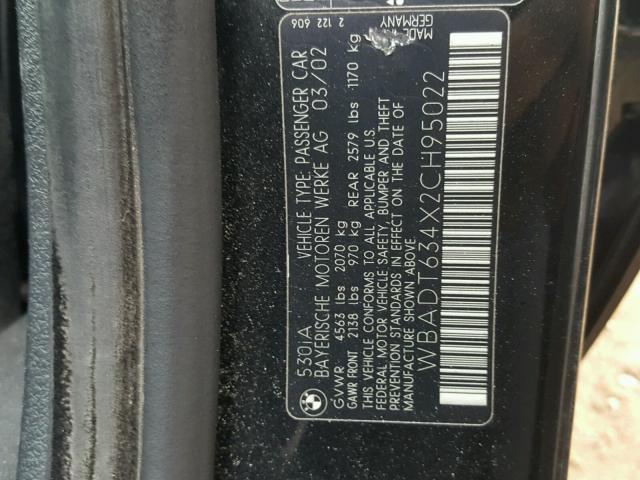 530iA
VEHICLE TYPE PASSENGER CAR
2 122 606
MADE
GERMANY
BAYERISCHE MOTOREN WERKE AG 03/02
GVWR 4563 lbs 2070 kg
GAWR FRONT 2138 lbs 970 kg REAR 2579 lbs 1170 kg
THIS VEHICLE CONFORMS TO ALL APPLICABLE U.S.
FEDERAL MOTOR VEHICLE SAFETY, BUMPER AND THEFT
PREVENTION STANDARDS IN EFFECT ON THE DATE OF
MANUFACTURE SHOWN ABOVE.
WBADT634X2CH95022